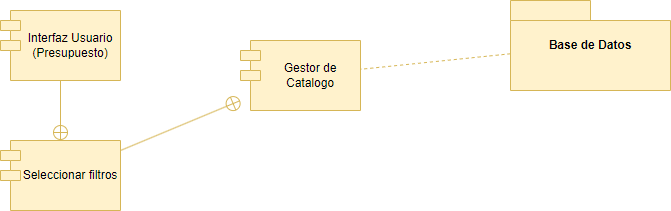 Interfaz Usuario
(Presupuesto)
Gestor de
Catalogo
Base de Datos
Seleccionar filtros